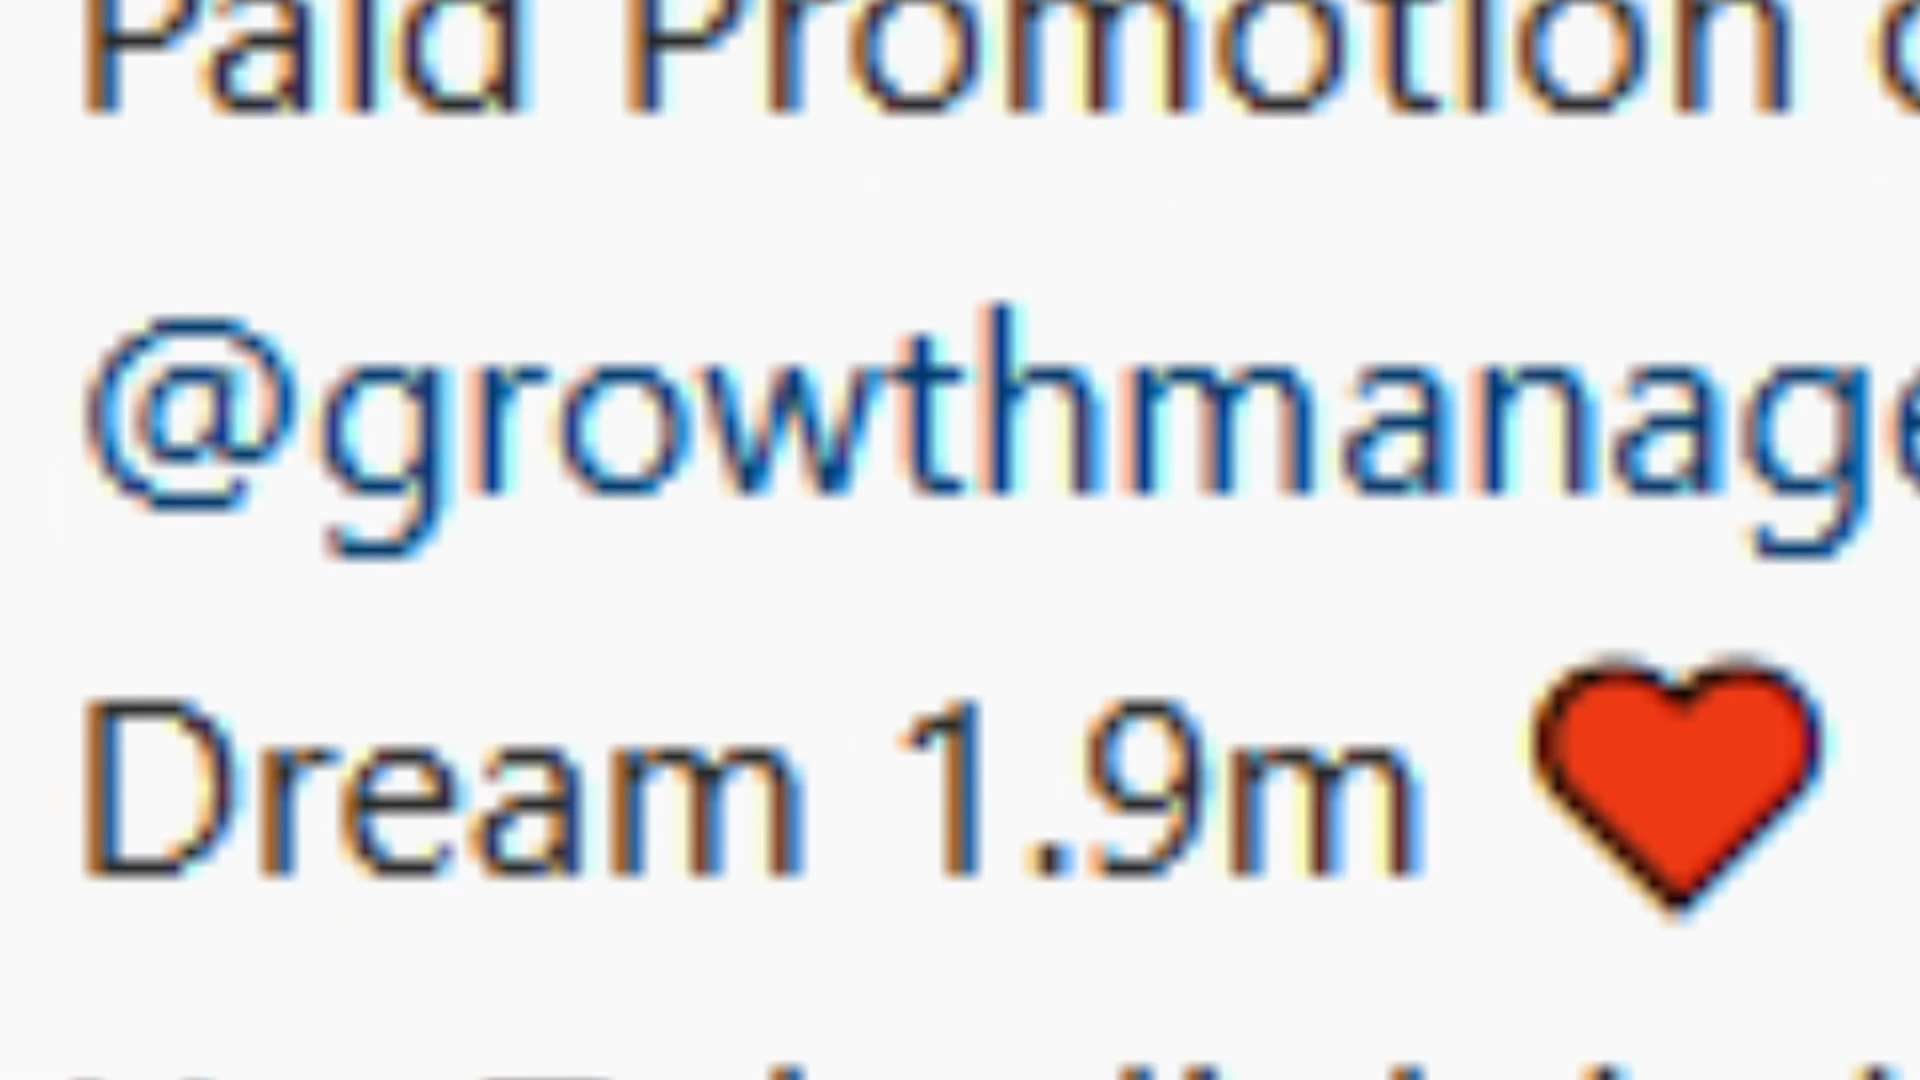 Paid Promotion
@growthmanage
Dream 1.9m ❤